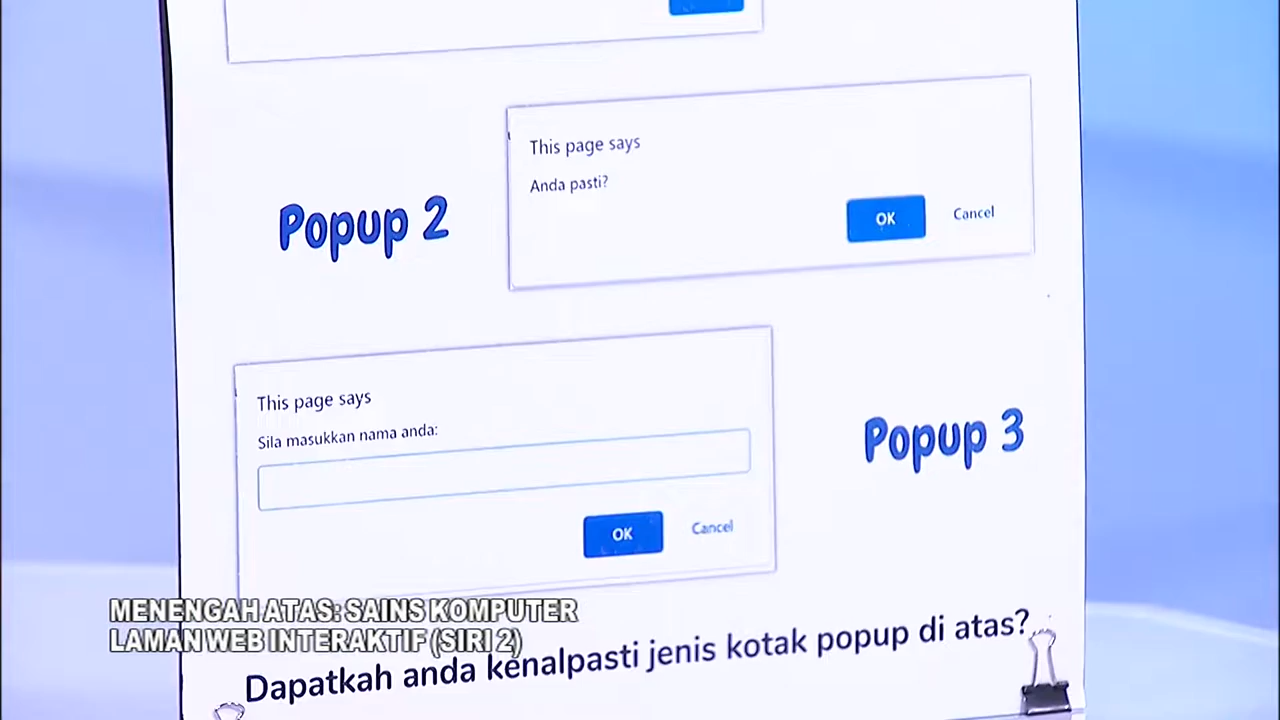 This page says
Anda pasti?
OK
Cancel
Popup 2
This page says
Sila masukkan nama anda:
OK
Cancel
Popup 3
MENENGAH ATAS: SAINS KOMPUTER
LAMAN WEB INTERAKTIF (SIRI 2)
Dapatkah anda kenalpasti jenis kotak popup di atas?